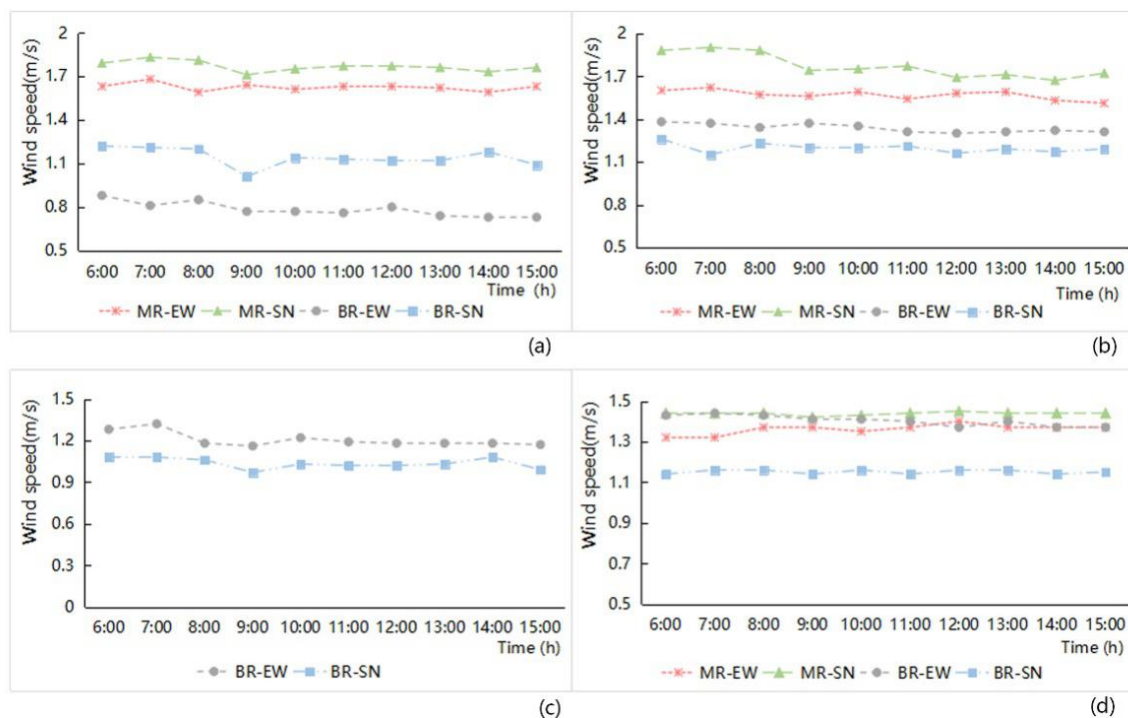 Wind speed(m/s)
2
1.7
1.4
1.1
0.8
0.5
6:00 7:00 8:00 9:00 10:00 11:00 12:00 13:00 14:00 15:00
Time (h)
MR-EW MR-SN BR-EW BR-SN
(a)
Wind speed(m/s)
2
1.7
1.4
1.1
0.8
0.5
6:00 7:00 8:00 9:00 10:00 11:00 12:00 13:00 14:00 15:00
Time (h)
MR-EW MR-SN BR-EW BR-SN
(b)
Wind speed(m/s)
1.5
1.2
0.9
0.6
0.3
0
6:00 7:00 8:00 9:00 10:00 11:00 12:00 13:00 14:00 15:00
Time (h)
BR-EW BR-SN
(c)
Wind speed(m/s)
1.5
1.3
1.1
0.9
0.7
0.5
6:00 7:00 8:00 9:00 10:00 11:00 12:00 13:00 14:00 15:00
Time (h)
MR-EW MR-SN BR-EW BR-SN
(d)